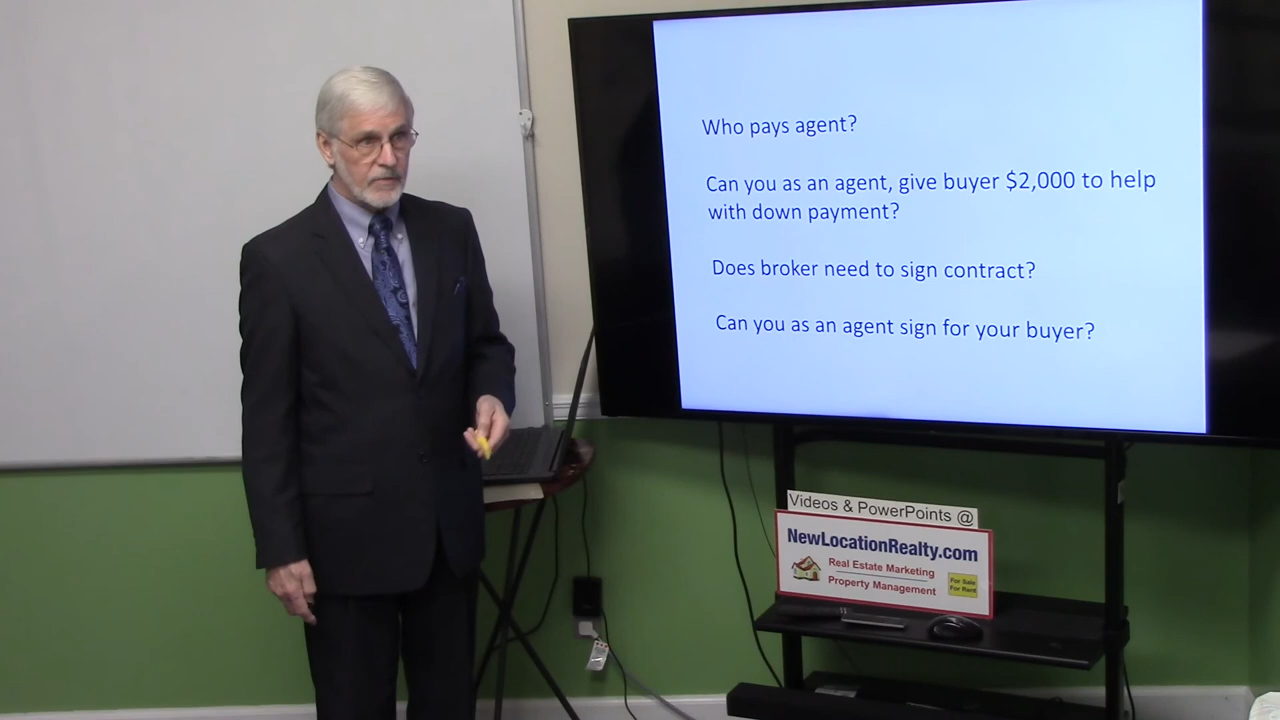 Who pays agent?
Can you as an agent, give buyer $2,000 to help
with down payment?
Does broker need to sign contract?
Can you as an agent sign for your buyer?
Videos & PowerPoints @
NewLocationRealty.com
Real Estate Marketing
Property Management
For Sale
For Rent